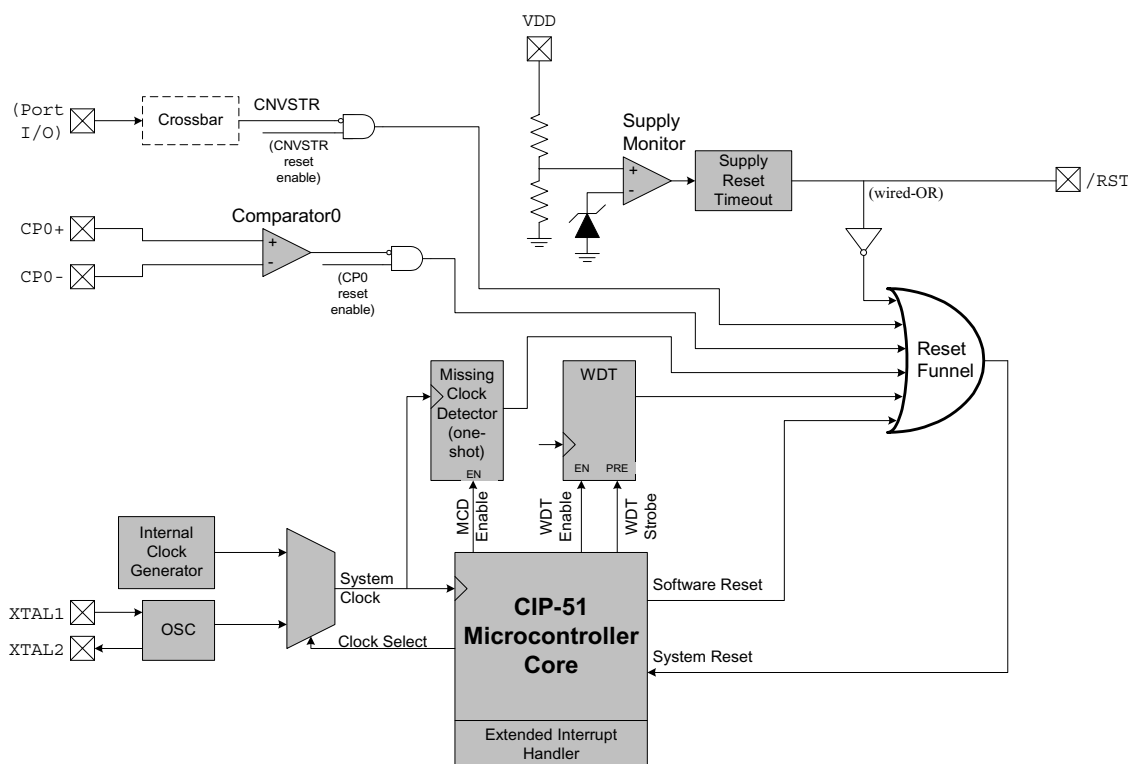 VDD
(Port
I/O)
Crossbar
CNVSTR
(CNVSTR
reset
enable)
Supply
Monitor
+
-
Supply
Reset
Timeout
(wired-OR)
/RST
CP0+
CP0-
Comparator0
+
-
(CP0
reset
enable)
Reset
Funnel
Missing
Clock
Detector
(one-
shot)
EN
WDT
EN
PRE
MCD
Enable
WDT
Enable
WDT
Strobe
Internal
Clock
Generator
System
Clock
XTAL1
XTAL2
OSC
Clock Select
CIP-51
Microcontroller
Core
Software Reset
System Reset
Extended Interrupt
Handler